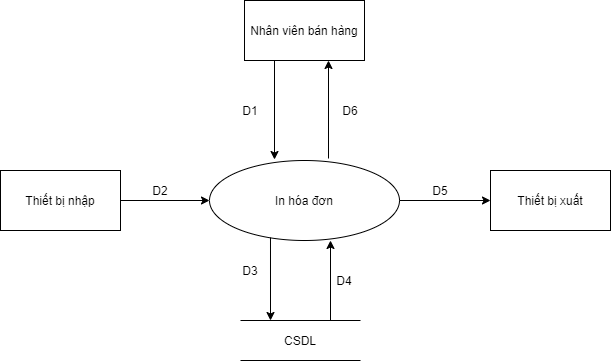 Nhân viên bán hàng
D1
D6
Thiết bị nhập
D2
In hóa đơn
D5
Thiết bị xuất
D3
D4
CSDL